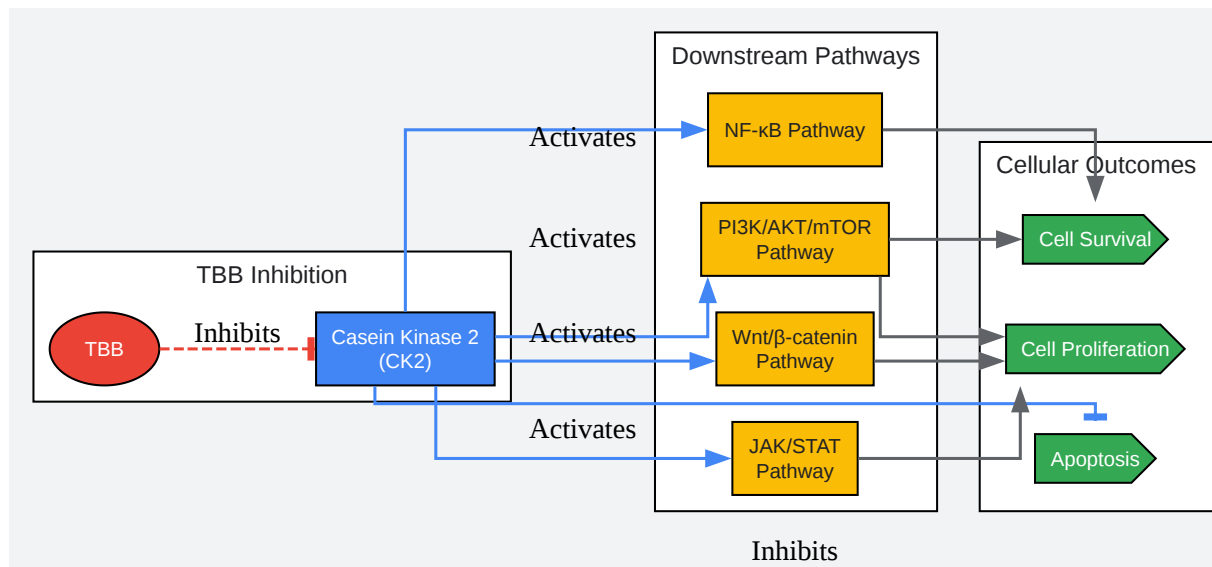 Downstream Pathways
Activates
NF-κB Pathway
Cellular Outcomes
Activates
PI3K/AKT/mTOR
Pathway
Cell Survival
TBB Inhibition
TBB
Inhibits
Casein Kinase 2
(CK2)
Activates
Wnt/β-catenin
Pathway
Cell Proliferation
Activates
JAK/STAT
Pathway
Apoptosis
Inhibits